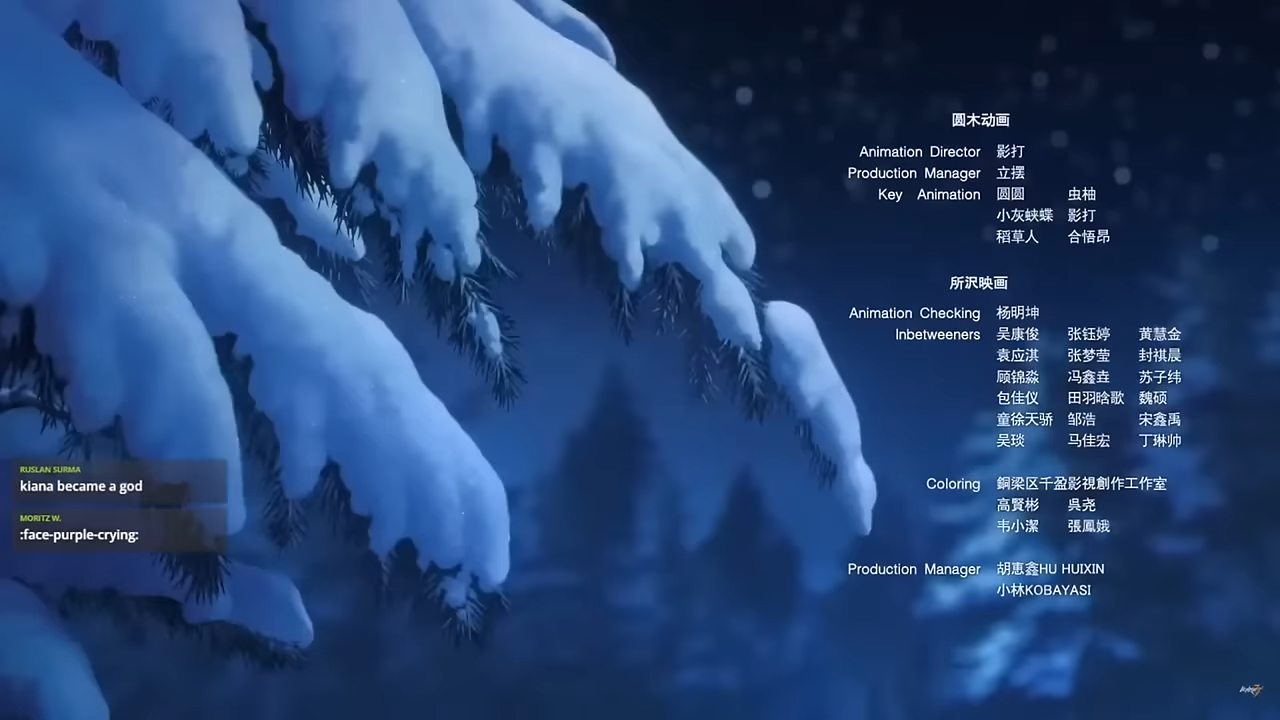 圆木动画
Animation Director 影打
Production Manager 立摆
Key Animation 圆圆 虫柚
小灰蛱蝶 影打
稻草人 合悟昂
所沢映画
Animation Checking 杨明坤
Inbetweeners 吴康俊 张钰婷 黄慧金
袁应淇 张梦莹 封祺晨
顾锦淼 冯鑫垚 苏子纬
包佳仪 田羽晗歌 魏硕
童徐天骄 邹浩 宋鑫禹
吴琰 马佳宏 丁琳帅
Coloring 銅梁区千盈影視創作工作室
高賢彬 吳尧
韦小潔 張鳳娥
Production Manager 胡惠鑫HU HUIXIN
小林KOBAYASI
RUSLAN SURMA
kiana became a god
MORITZ W.
:face-purple-crying: